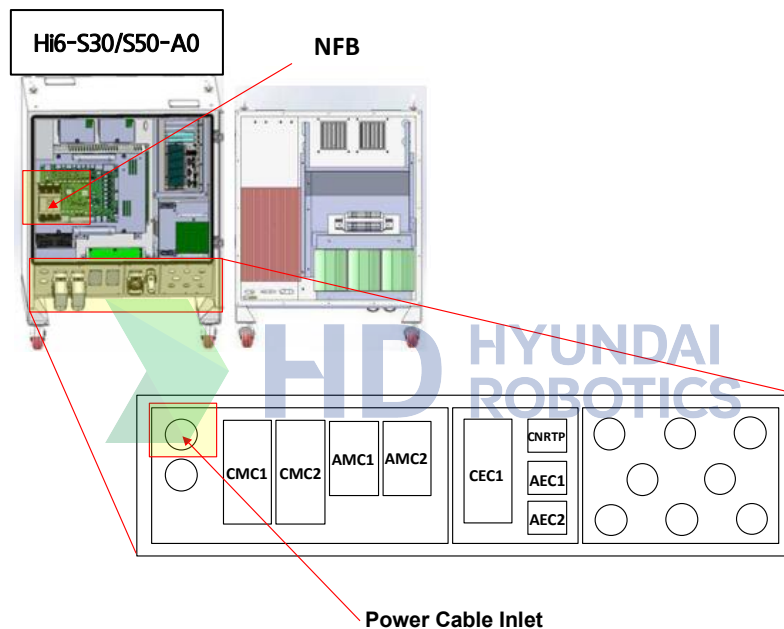 Hi6-S30/S50-A0
NFB
HD HYUNDAI
ROBOTICS
CMC1
CMC2
AMC1
AMC2
CEC1
CNRTP
AEC1
AEC2
Power Cable Inlet